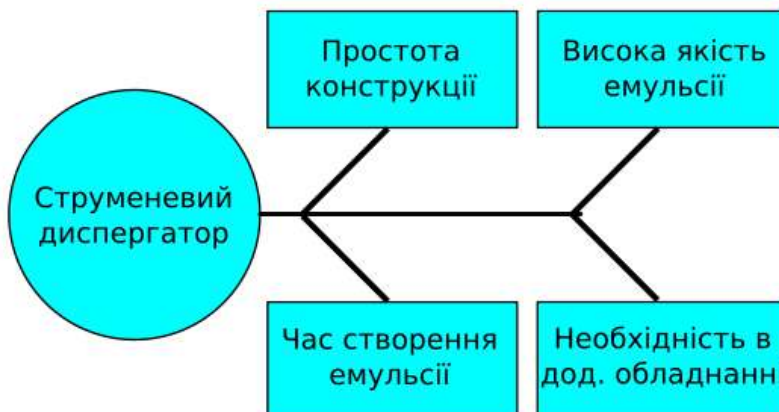 Простота
конструкції
Висока якість
емульсії
Струменевий
диспергатор
Час створення
емульсії
Необхідність в
дод. обладнанн